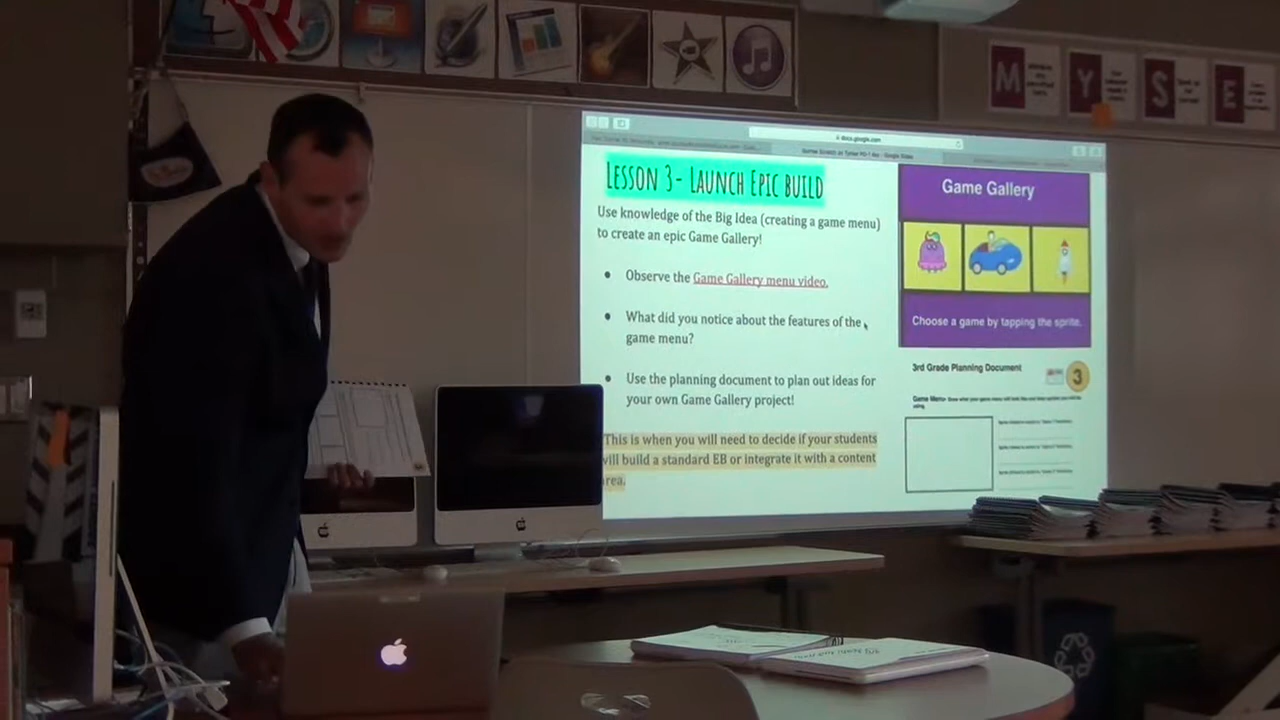 M Y S E
docs.google.com
LESSON 3- LAUNCH EPIC BUILD
Use knowledge of the Big Idea (creating a game menu)
to create an epic Game Gallery!
● Observe the Game Gallery menu video.
● What did you notice about the features of the
game menu?
● Use the planning document to plan out ideas for
your own Game Gallery project!
This is when you will need to decide if your students
will build a standard EB or integrate it with a content
area.
Game Gallery
Choose a game by tapping the sprite.
3rd Grade Planning Document
3